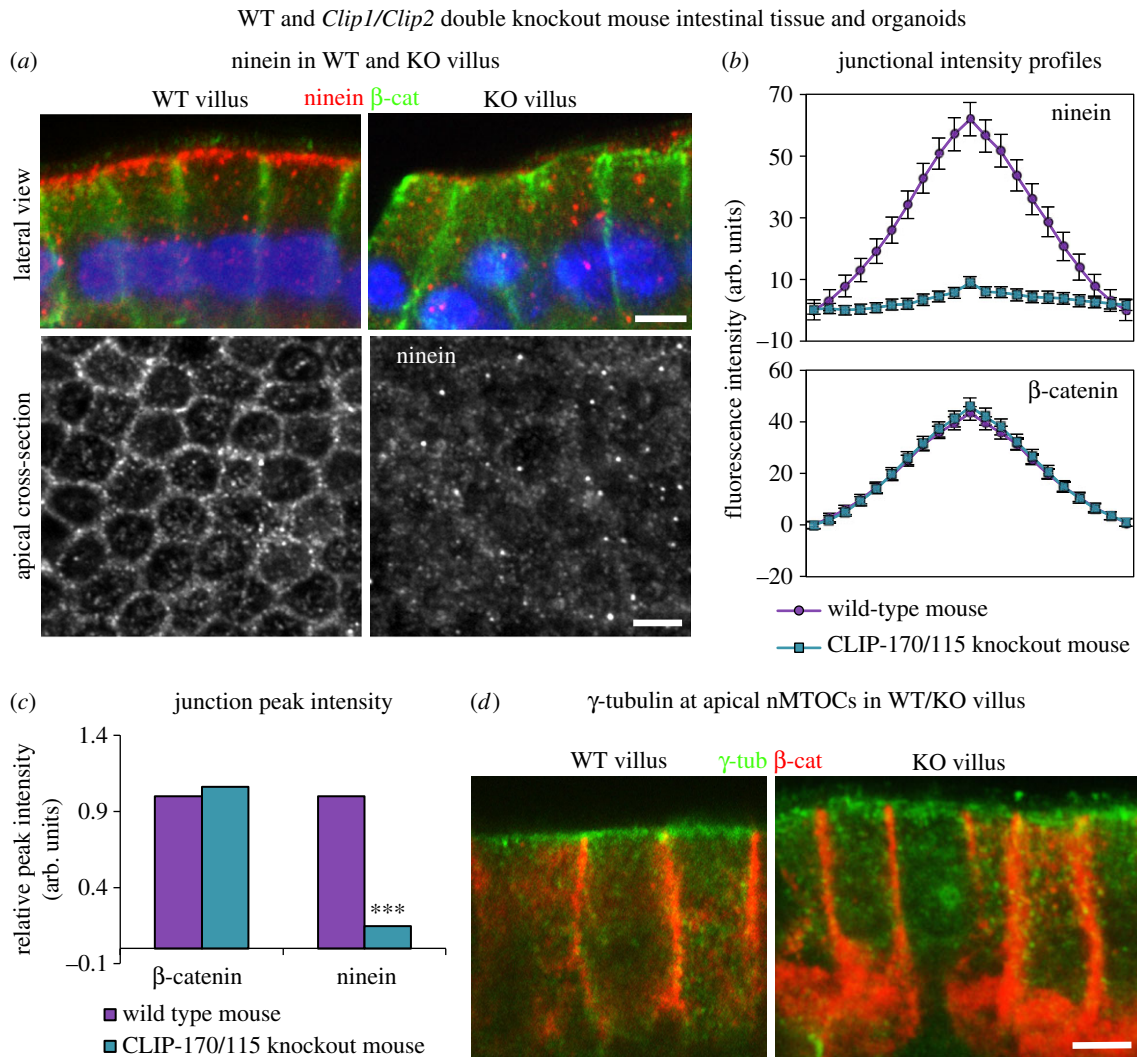 WT and Clip1/Clip2 double knockout mouse intestinal tissue and organoids
(a) ninein in WT and KO villus
WT villus ninein β-cat KO villus
lateral view
apical cross-section
ninein
(b) junctional intensity profiles
fluorescence intensity (arb. units)
70
50
30
10
–10
ninein
60
40
20
0
–20
β-catenin
wild-type mouse
CLIP-170/115 knockout mouse
(c) junction peak intensity
relative peak intensity
(arb. units)
1.4
0.9
0.4
–0.1
***
β-catenin ninein
wild type mouse
CLIP-170/115 knockout mouse
(d) γ-tubulin at apical nMTOCs in WT/KO villus
WT villus γ-tub β-cat KO villus